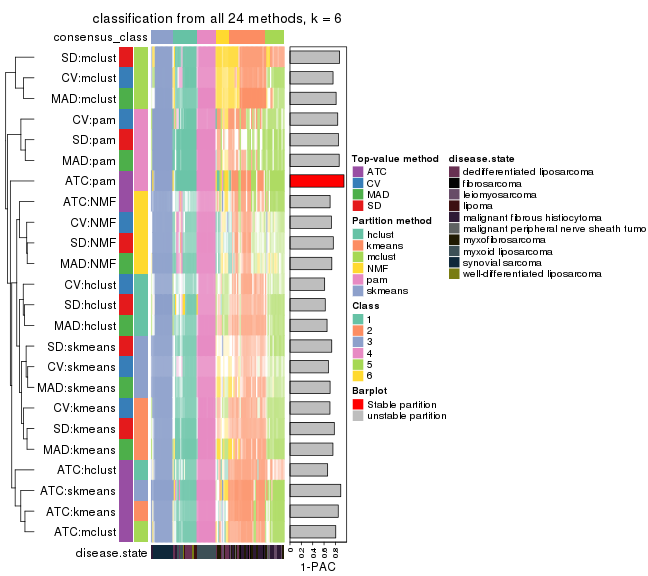 classification from all 24 methods, k = 6
consensus_class
SD:mclust
CV:mclust
MAD:mclust
CV:pam
SD:pam
MAD:pam
ATC:pam
ATC:NMF
CV:NMF
SD:NMF
MAD:NMF
CV:hclust
SD:hclust
MAD:hclust
SD:skmeans
CV:skmeans
MAD:skmeans
CV:kmeans
SD:kmeans
MAD:kmeans
ATC:hclust
ATC:skmeans
ATC:kmeans
ATC:mclust
disease.state
0
0.2
0.4
0.6
0.8
1-PAC
Top-value method
ATC
CV
MAD
SD
Partition method
hclust
kmeans
mclust
NMF
pam
skmeans
Class
1
2
3
4
5
6
Barplot
Stable partition
unstable partition
disease.state
dedifferentiated liposarcoma
fibrosarcoma
leiomyosarcoma
lipoma
malignant fibrous histiocytoma
malignant peripheral nerve sheath tumo
myxofibrosarcoma
myxoid liposarcoma
synovial sarcoma
well-differentiated liposarcoma